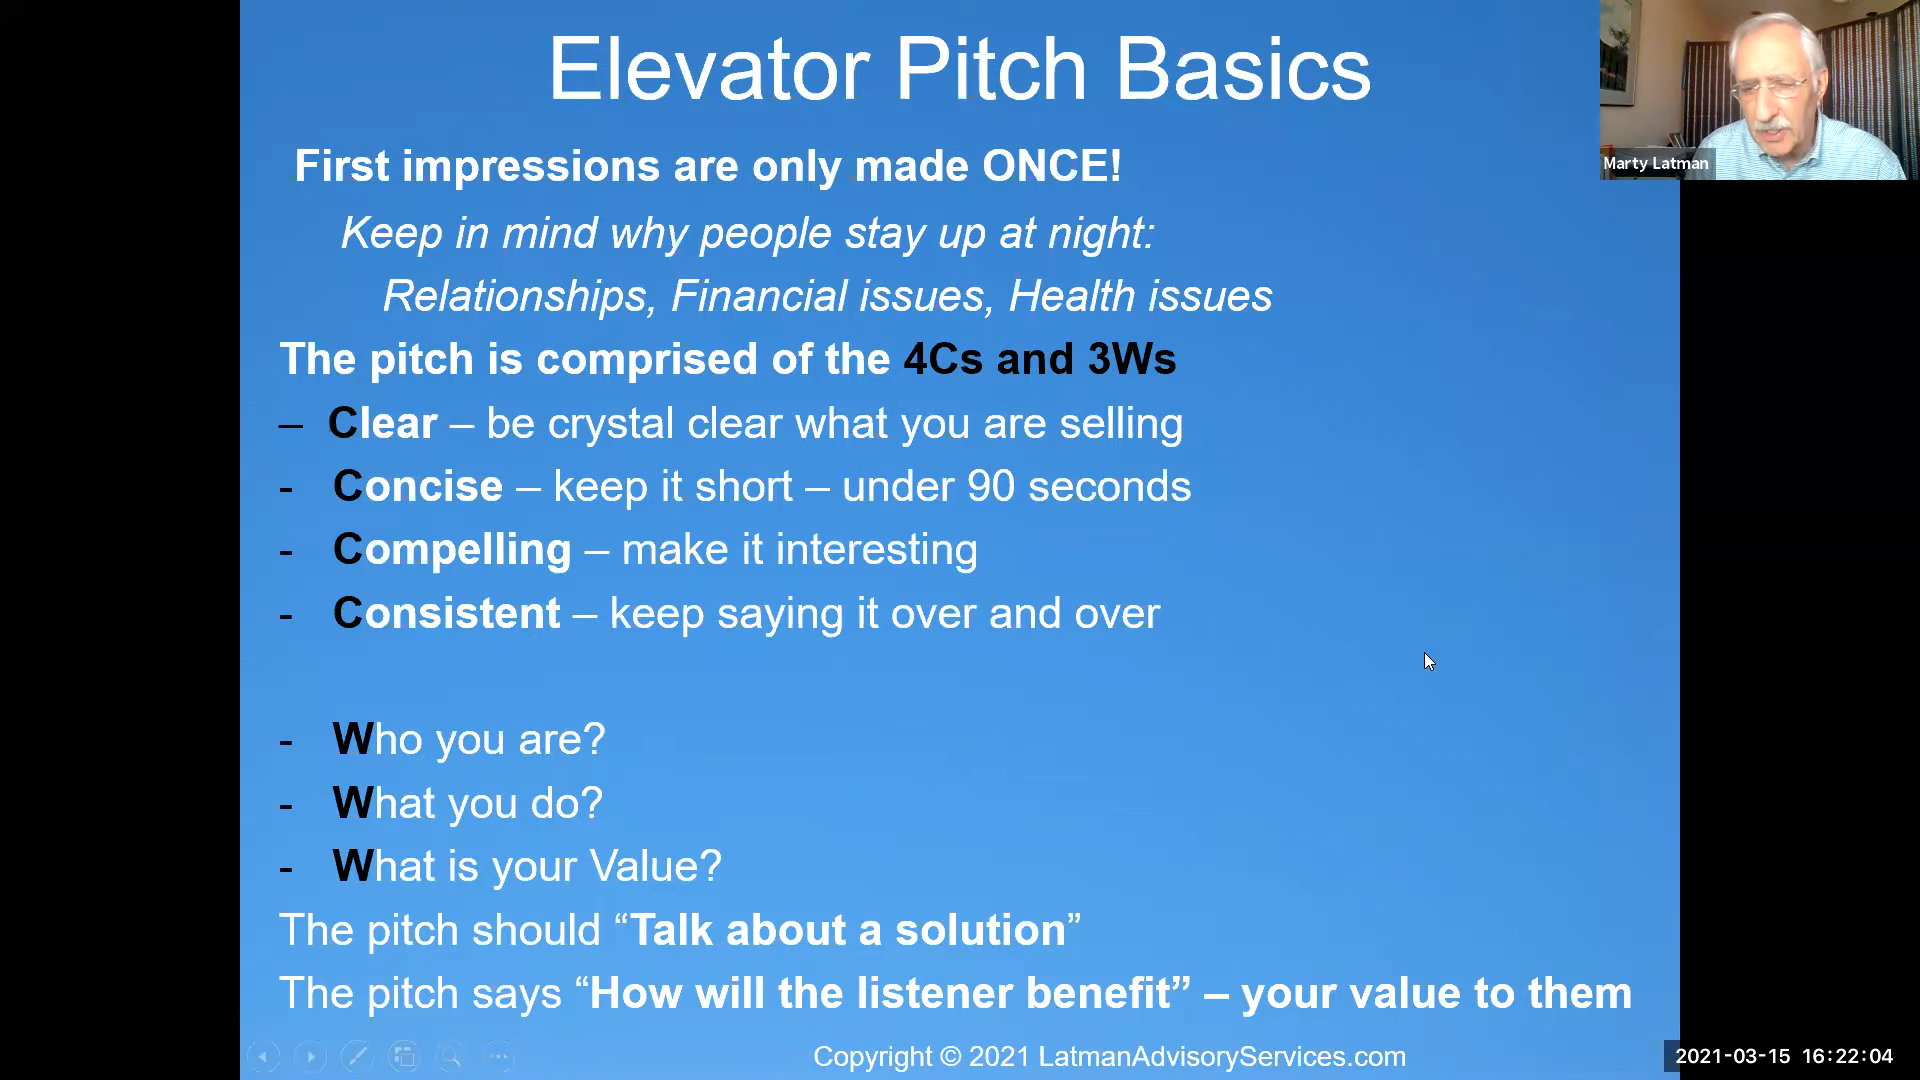 Elevator Pitch Basics
First impressions are only made ONCE!
Keep in mind why people stay up at night:
Relationships, Financial issues, Health issues
The pitch is comprised of the 4Cs and 3Ws
– Clear – be crystal clear what you are selling
- Concise – keep it short – under 90 seconds
- Compelling – make it interesting
- Consistent – keep saying it over and over
- Who you are?
- What you do?
- What is your Value?
The pitch should “Talk about a solution”
The pitch says “How will the listener benefit” – your value to them
Copyright © 2021 LatmanAdvisoryServices.com
Marty Latman
2021-03-15 16:22:04